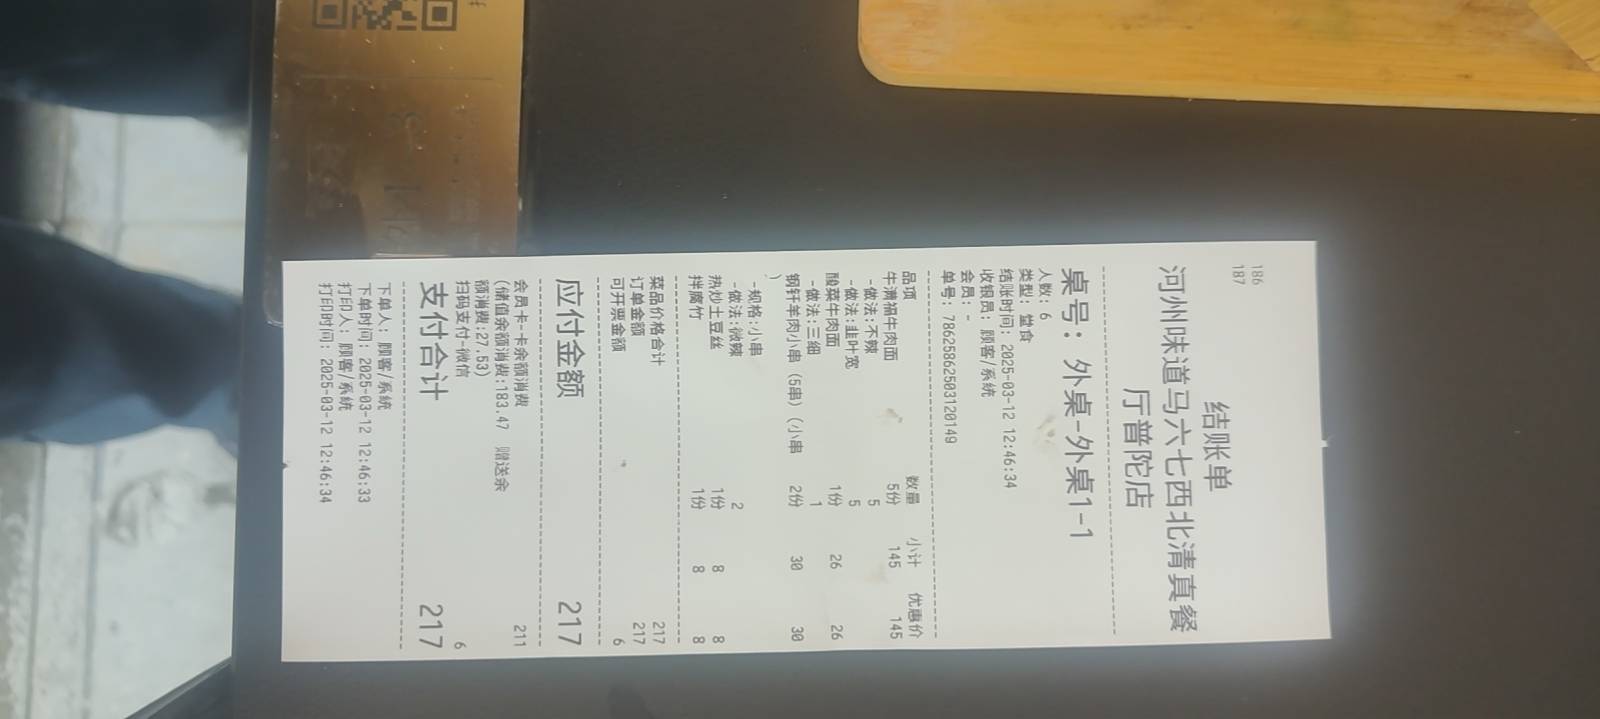 186
187
结账单
河州味道马六七西北清真餐
厅普陀店
桌号: 外桌-外桌1-1
人数: 6
类型: 堂食
结账时间: 2025-03-12 12:46:34
收银员: 顾客/系统
会员: -
单号: 78625862503120149
品项 数量 小计 优惠价
牛满福牛肉面 5份 145 145
-做法:不辣 5
-做法:韭叶宽 5
酸菜牛肉面 1份 26 26
-做法:三细 1
钢钎羊肉小串 (5串) (小串 2份 30 30
)
-规格:小串
-做法:微辣 2
热炒土豆丝 1份 8 8
拌腐竹 1份 8 8
菜品价格合计 217
订单金额 217
可开票金额 6
应付金额 217
会员卡-卡余额消费 211
(储值余额消费:183.47 赠送余
额消费:27.53)
扫码支付-微信 6
支付合计 217
下单人: 顾客/系统
下单时间: 2025-03-12 12:46:33
打印人: 顾客/系统
打印时间: 2025-03-12 12:46:34